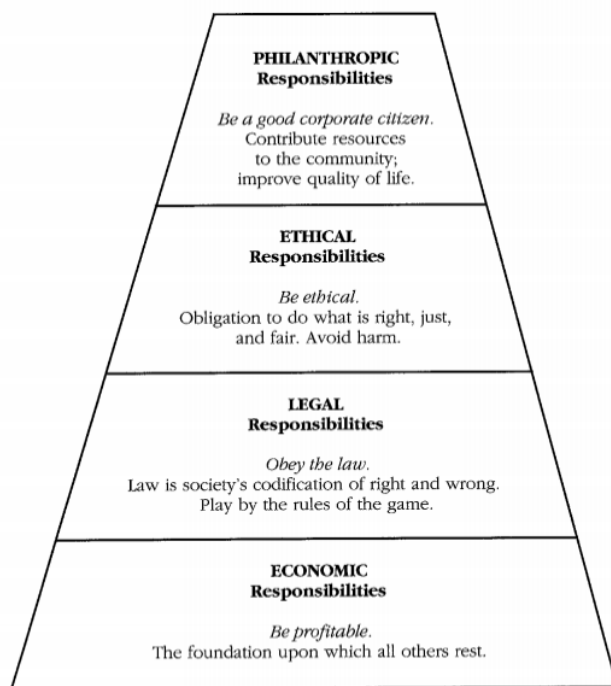 PHILANTHROPIC
Responsibilities
Be a good corporate citizen.
Contribute resources
to the community;
improve quality of life.
ETHICAL
Responsibilities
Be ethical.
Obligation to do what is right, just,
and fair. Avoid harm.
LEGAL
Responsibilities
Obey the law.
Law is society's codification of right and wrong.
Play by the rules of the game.
ECONOMIC
Responsibilities
Be profitable.
The foundation upon which all others rest.